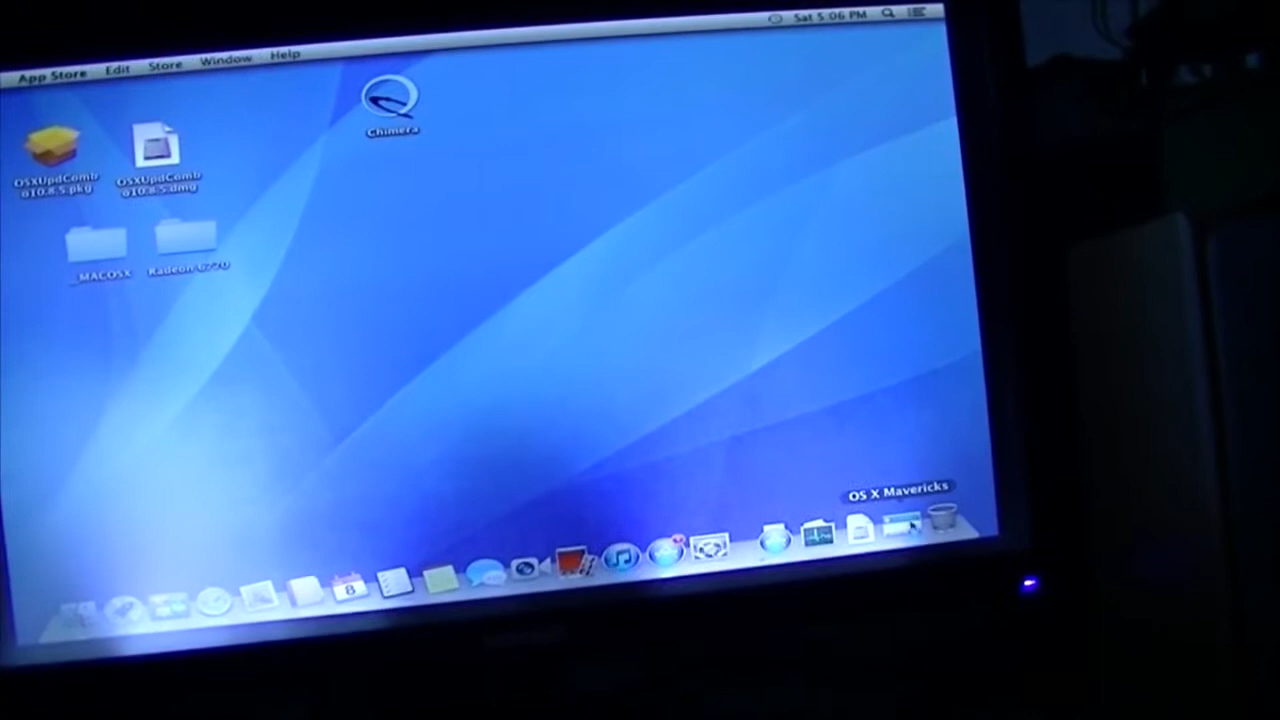 App Store Edit Store Window Help
Sat 5:06 PM
Chimera
OSXUpdComb
o10.8.5.pkg
OSXUpdComb
o10.8.5.dmg
_MACOSX
Radeon 6770
OS X Mavericks
8